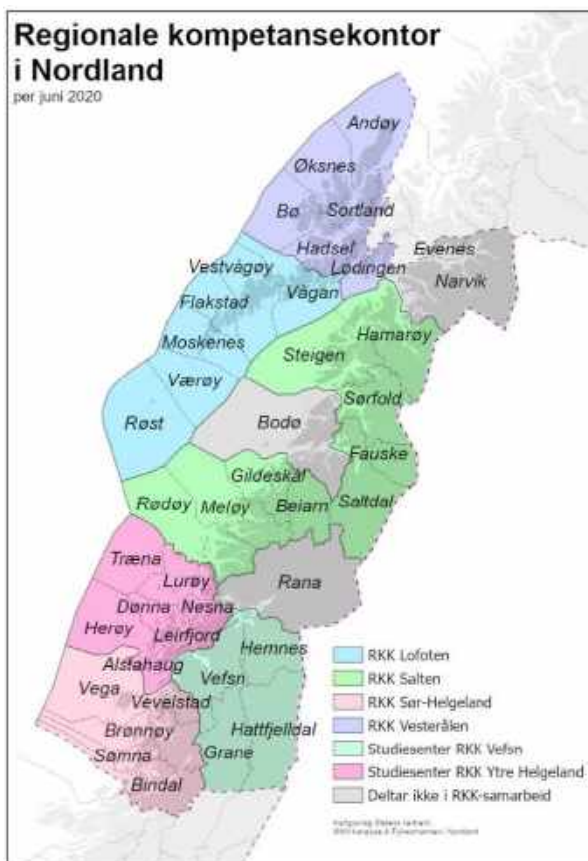 Regionale kompetansekontor
i Nordland
per juni 2020
Andøy
Øksnes
Bø
Sortland
Hadsel
Evenes
Lødingen
Narvik
Vestvågøy
Vågan
Flakstad
Moskenes
Hamarøy
Steigen
Værøy
Sørfold
Røst
Bodø
Fauske
Gildeskål
Rødøy
Meløy
Beiarn
Saltdal
Træna
Lurøy
Rana
Dønna
Nesna
Herøy
Leirfjord
Hemnes
Alstahaug
Vefsn
Vega
Vevelstad
Brønnøy
Hattfjelldal
Sømna
Grane
Bindal
RKK Lofoten
RKK Salten
RKK Sør-Helgeland
RKK Vesterålen
Studiesenter RKK Vefsn
Studiesenter RKK Ytre Helgeland
Deltar ikke i RKK-samarbeid